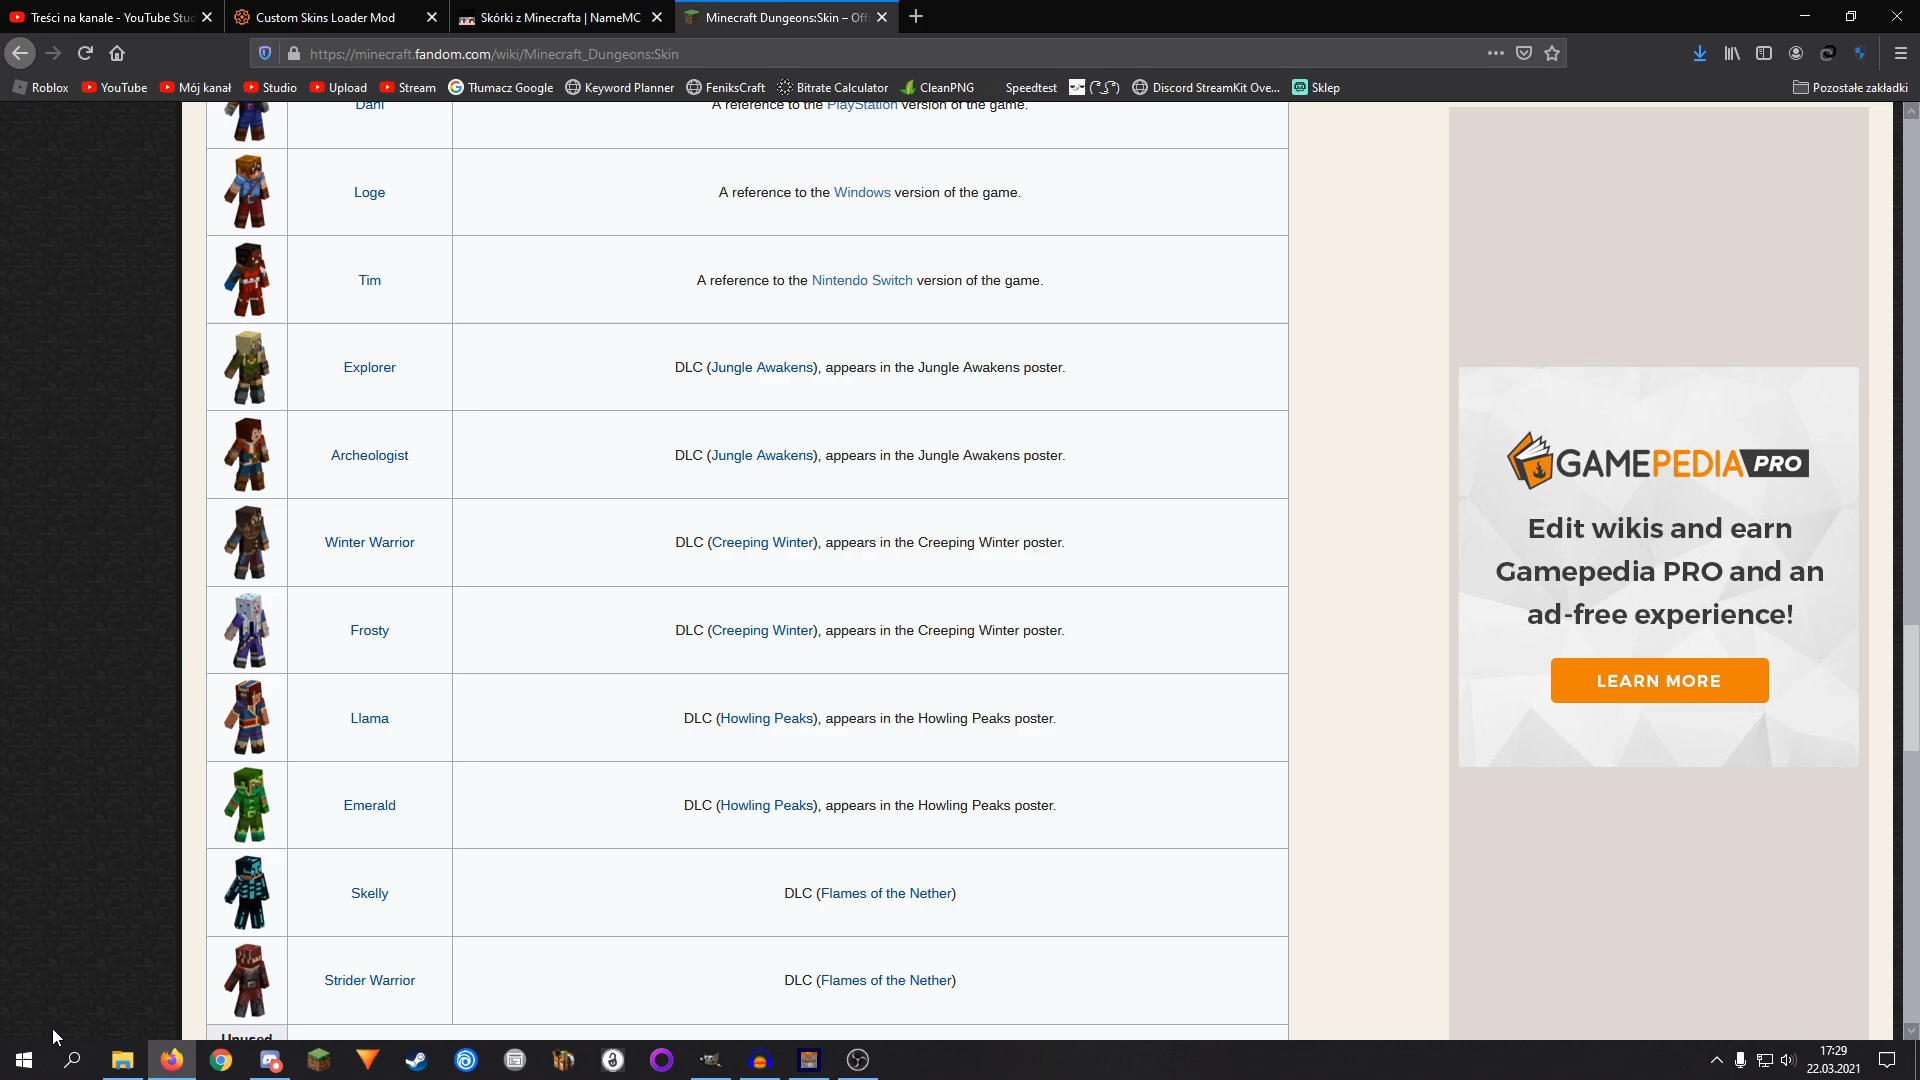 Treści na kanale - YouTube Stud
Custom Skins Loader Mod
Skórki z Minecrafta | NameMC
Minecraft Dungeons:Skin – Offi
https://minecraft.fandom.com/wiki/Minecraft_Dungeons:Skin
Roblox
YouTube
Mój kanał
Studio
Upload
Stream
Tłumacz Google
Keyword Planner
FeniksCraft
Bitrate Calculator
CleanPNG
Speedtest
( ͡° ͜ʖ ͡°)
Discord StreamKit Ove...
Sklep
Pozostałe zakładki
Dahl
A reference to the PlayStation version of the game.
Loge
A reference to the Windows version of the game.
Tim
A reference to the Nintendo Switch version of the game.
Explorer
DLC (Jungle Awakens), appears in the Jungle Awakens poster.
Archeologist
DLC (Jungle Awakens), appears in the Jungle Awakens poster.
Winter Warrior
DLC (Creeping Winter), appears in the Creeping Winter poster.
Frosty
DLC (Creeping Winter), appears in the Creeping Winter poster.
Llama
DLC (Howling Peaks), appears in the Howling Peaks poster.
Emerald
DLC (Howling Peaks), appears in the Howling Peaks poster.
Skelly
DLC (Flames of the Nether)
Strider Warrior
DLC (Flames of the Nether)
Unused
GAMEPEDIA PRO
Edit wikis and earn
Gamepedia PRO and an
ad-free experience!
LEARN MORE
17:29
22.03.2021